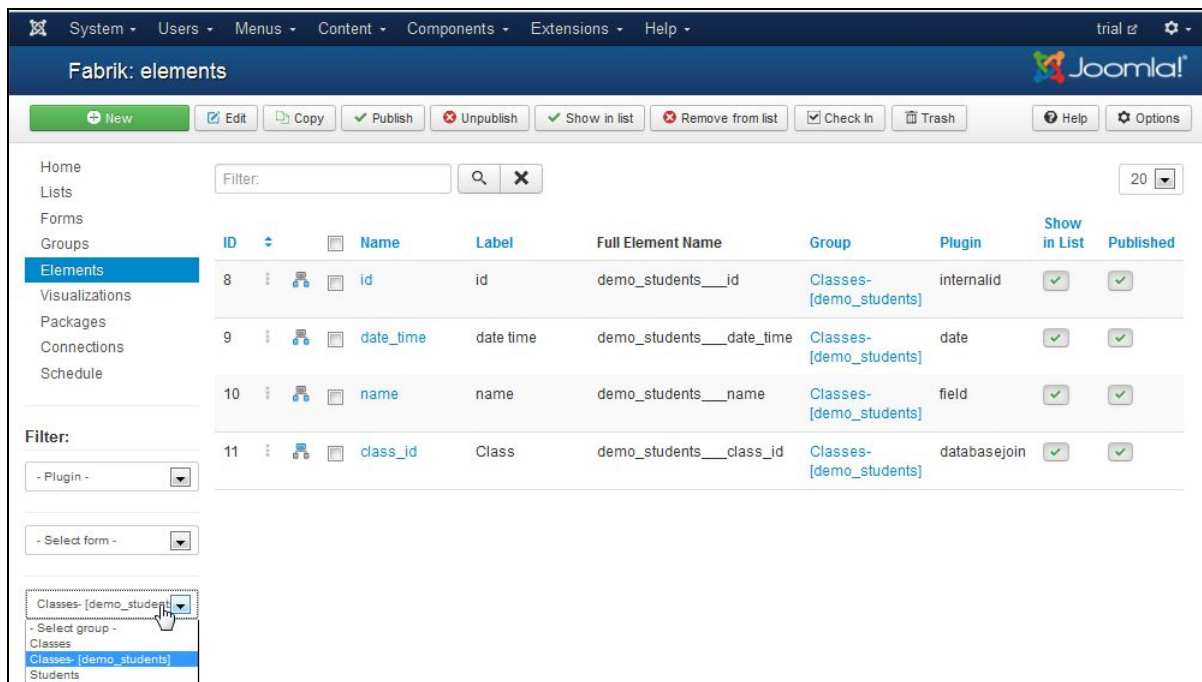 System Users Menus Content Components Extensions Help trial
Fabrik: elements Joomla!
New Edit Copy Publish Unpublish Show in list Remove from list Check In Trash Help Options
Home
Lists
Forms
Groups
Elements
Visualizations
Packages
Connections
Schedule
Filter:
- Plugin -
- Select form -
Classes- [demo_student
- Select group -
Classes
Classes- [demo_students]
Students
Filter: 20
ID Name Label Full Element Name Group Plugin Show in List Published
8 id id demo_students___id Classes- [demo_students] internalid
9 date_time date time demo_students___date_time Classes- [demo_students] date
10 name name demo_students___name Classes- [demo_students] field
11 class_id Class demo_students___class_id Classes- [demo_students] databasejoin